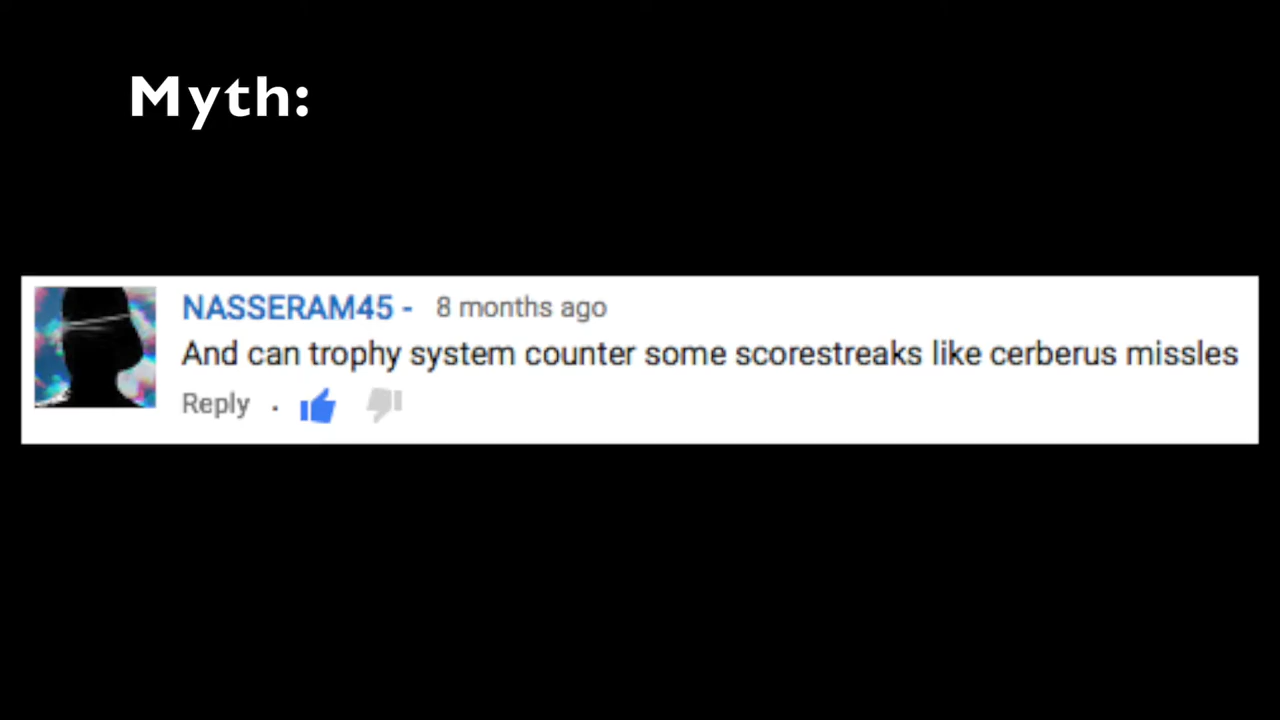 Myth:
NASSERAM45 - 8 months ago
And can trophy system counter some scorestreaks like cerberus missles
Reply .